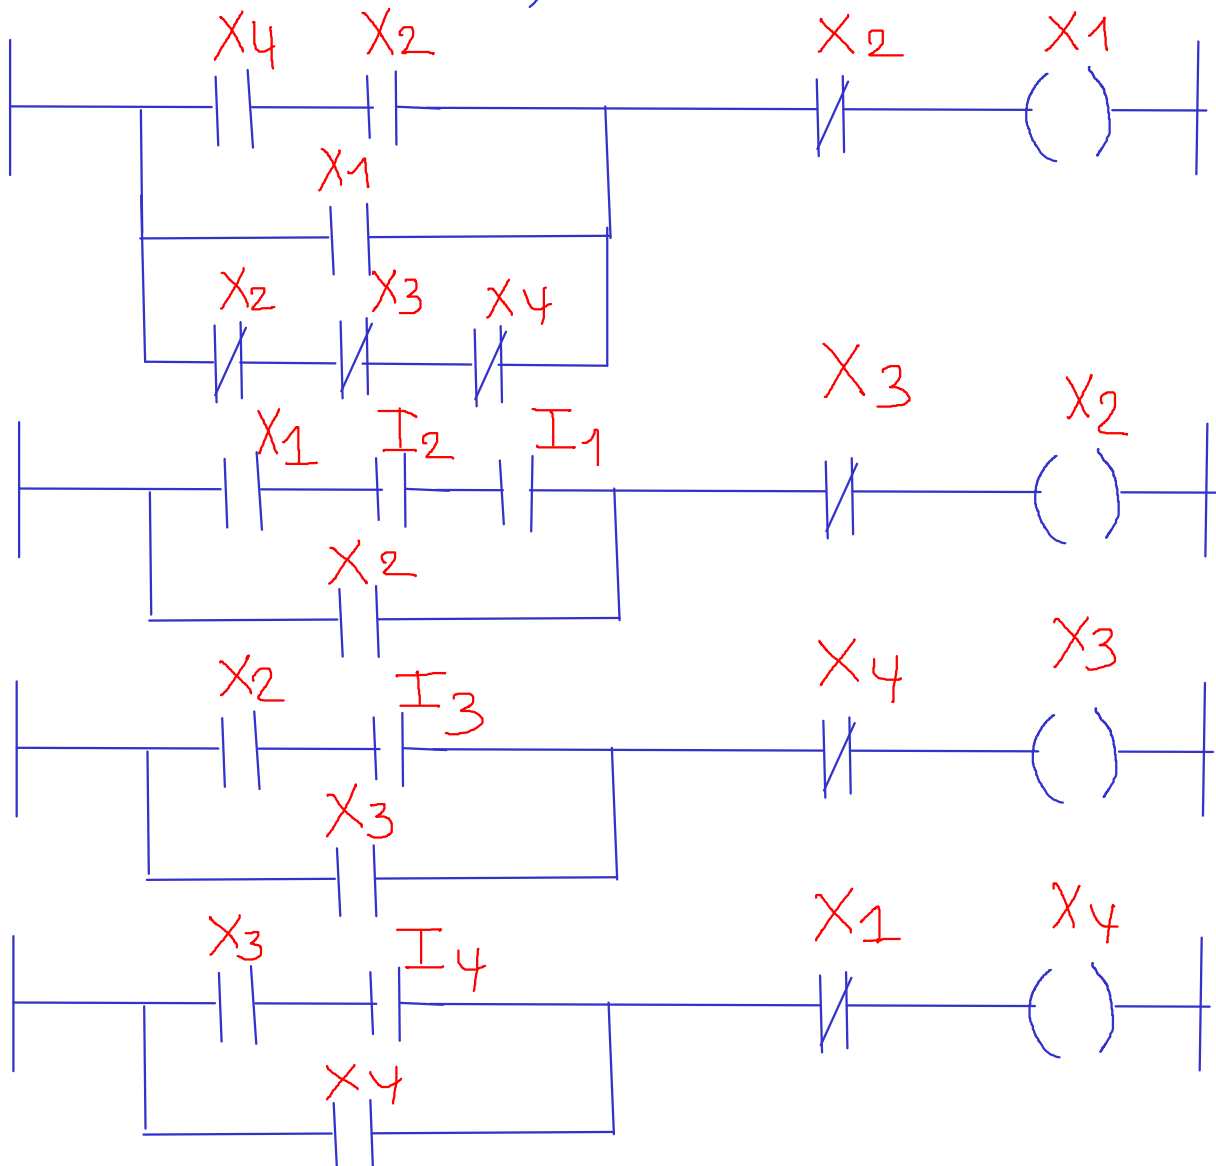 X4 X2 X2 X1
X1
X2 X3 X4
X3 X2
X1 I2 I1
X2
X2 I3 X4 X3
X3
X3 I4 X1 X4
X4